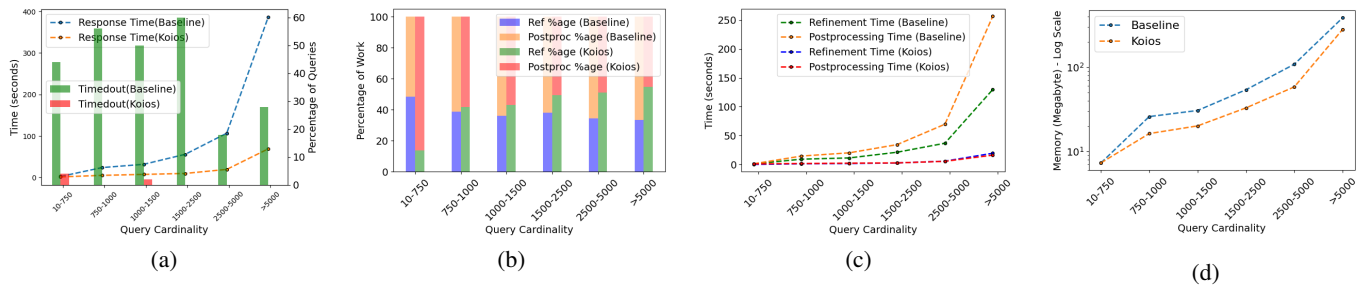 Response Time(Baseline)
Response Time(Koios)
Timedout(Baseline)
Timedout(Koios)
Time (seconds)
400
300
200
100
0
Percentage of Queries
60
50
40
30
20
10
0
10-750
750-1000
1000-1500
1500-2500
2500-5000
>5000
Query Cardinality
(a)
Ref %age (Baseline)
Postproc %age (Baseline)
Ref %age (Koios)
Postproc %age (Koios)
Percentage of Work
100
80
60
40
20
0
10-750
750-1000
1000-1500
1500-2500
2500-5000
>5000
Query Cardinality
(b)
Refinement Time (Baseline)
Postprocessing Time (Baseline)
Refinement Time (Koios)
Postprocessing Time (Koios)
Time (seconds)
250
200
150
100
50
0
10-750
750-1000
1000-1500
1500-2500
2500-5000
>5000
Query Cardinality
(c)
Baseline
Koios
Memory (Megabyte) - Log Scale
10²
10¹
10-750
750-1000
1000-1500
1500-2500
2500-5000
>5000
Query Cardinality
(d)